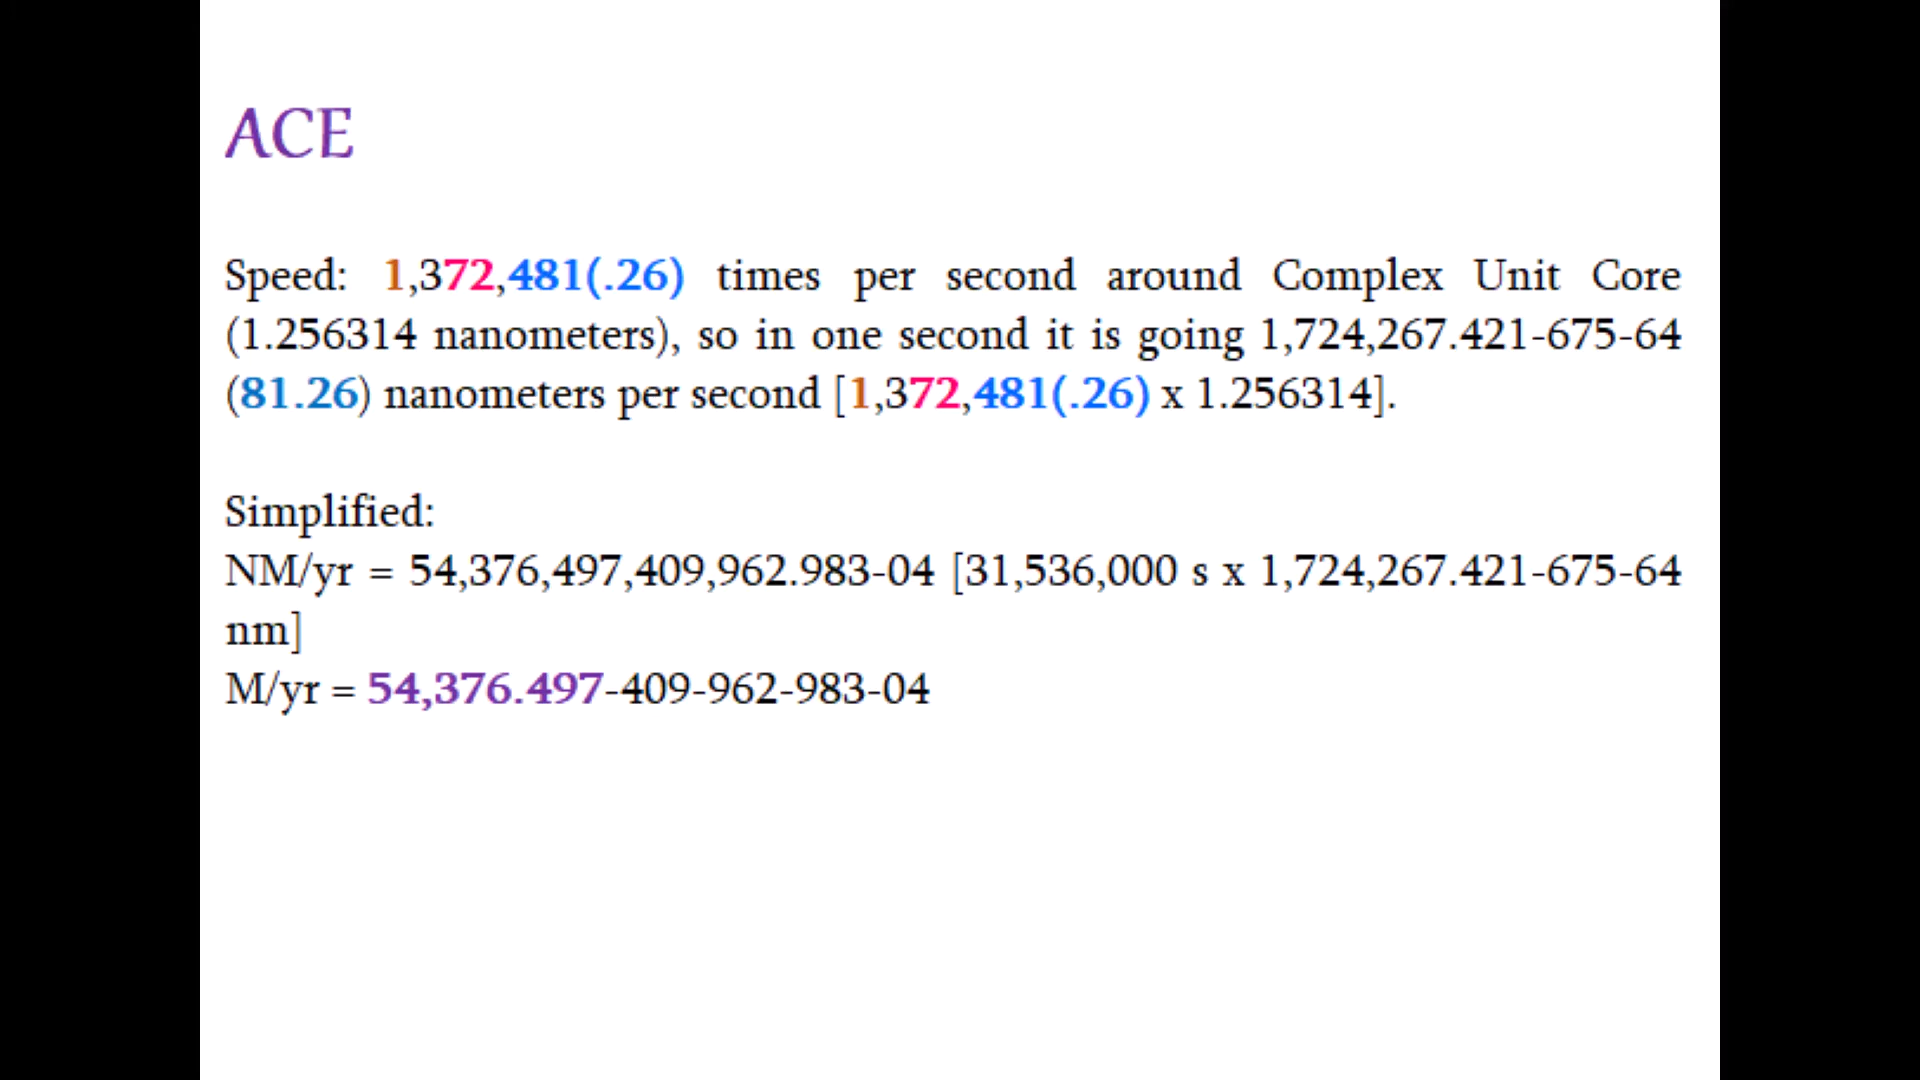 ACE
Speed: 1,372,481(.26) times per second around Complex Unit Core
(1.256314 nanometers), so in one second it is going 1,724,267.421-675-64
(81.26) nanometers per second [1,372,481(.26) x 1.256314].
Simplified:
NM/yr = 54,376,497,409,962.983-04 [31,536,000 s x 1,724,267.421-675-64
nm]
M/yr = 54,376.497-409-962-983-04